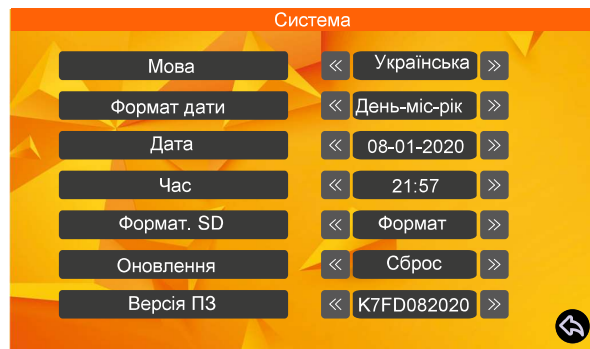 Система
Мова « Українська »
Формат дати « День-міс-рік »
Дата « 08-01-2020 »
Час « 21:57 »
Формат. SD « Формат »
Оновлення « Сброс »
Версія ПЗ « K7FD082020 »